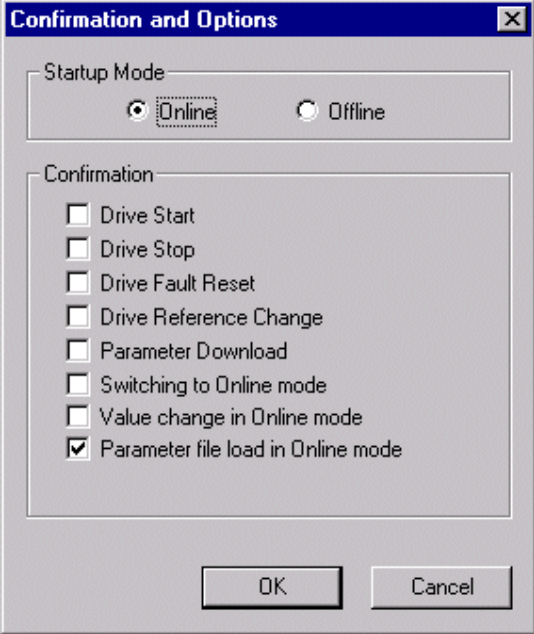 Confirmation and Options
Startup Mode
Online Offline
Confirmation
Drive Start
Drive Stop
Drive Fault Reset
Drive Reference Change
Parameter Download
Switching to Online mode
Value change in Online mode
Parameter file load in Online mode
OK Cancel